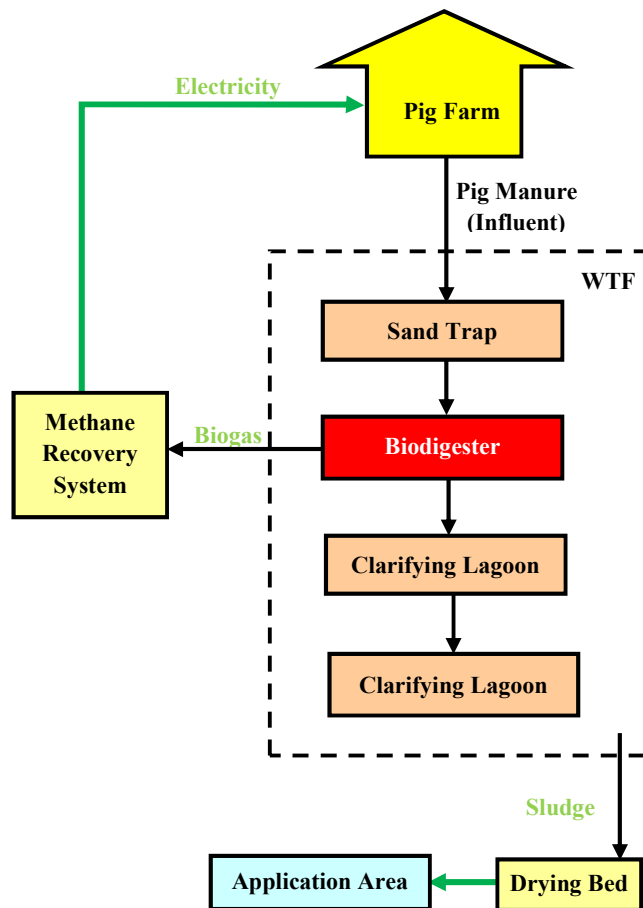 Electricity
Pig Farm
Pig Manure
(Influent)
WTF
Sand Trap
Methane
Recovery
System
Biogas
Biodigester
Clarifying Lagoon
Clarifying Lagoon
Sludge
Application Area
Drying Bed